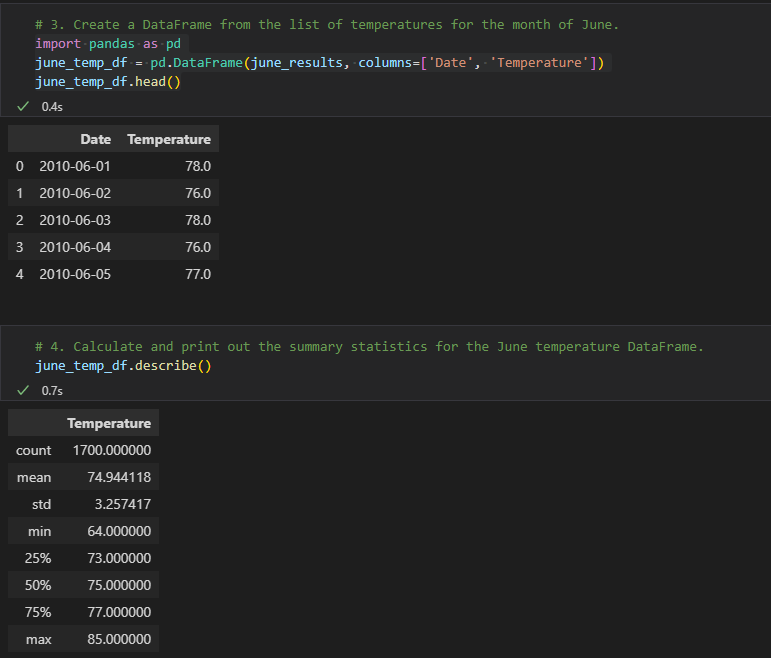 # 3. Create a DataFrame from the list of temperatures for the month of June.
import pandas as pd
june_temp_df = pd.DataFrame(june_results, columns=['Date', 'Temperature'])
june_temp_df.head()
0.4s
Date Temperature
0 2010-06-01 78.0
1 2010-06-02 76.0
2 2010-06-03 78.0
3 2010-06-04 76.0
4 2010-06-05 77.0
# 4. Calculate and print out the summary statistics for the June temperature DataFrame.
june_temp_df.describe()
0.7s
Temperature
count 1700.000000
mean 74.944118
std 3.257417
min 64.000000
25% 73.000000
50% 75.000000
75% 77.000000
max 85.000000